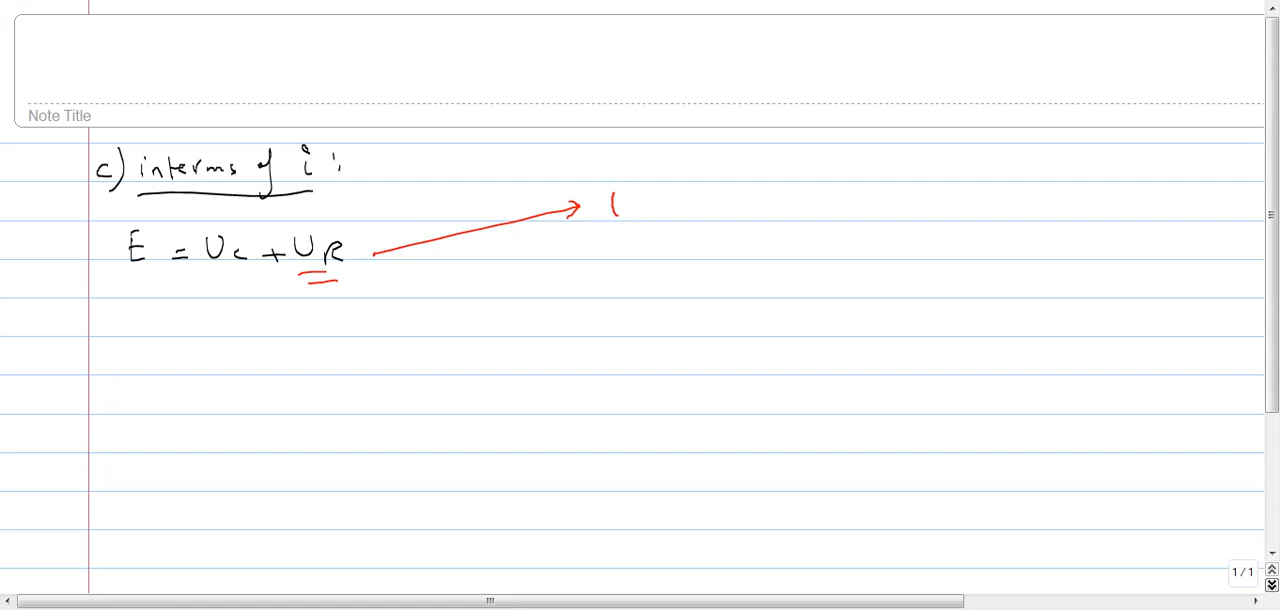 Note Title
c) interms of i :
E = Uc + UR
1 / 1